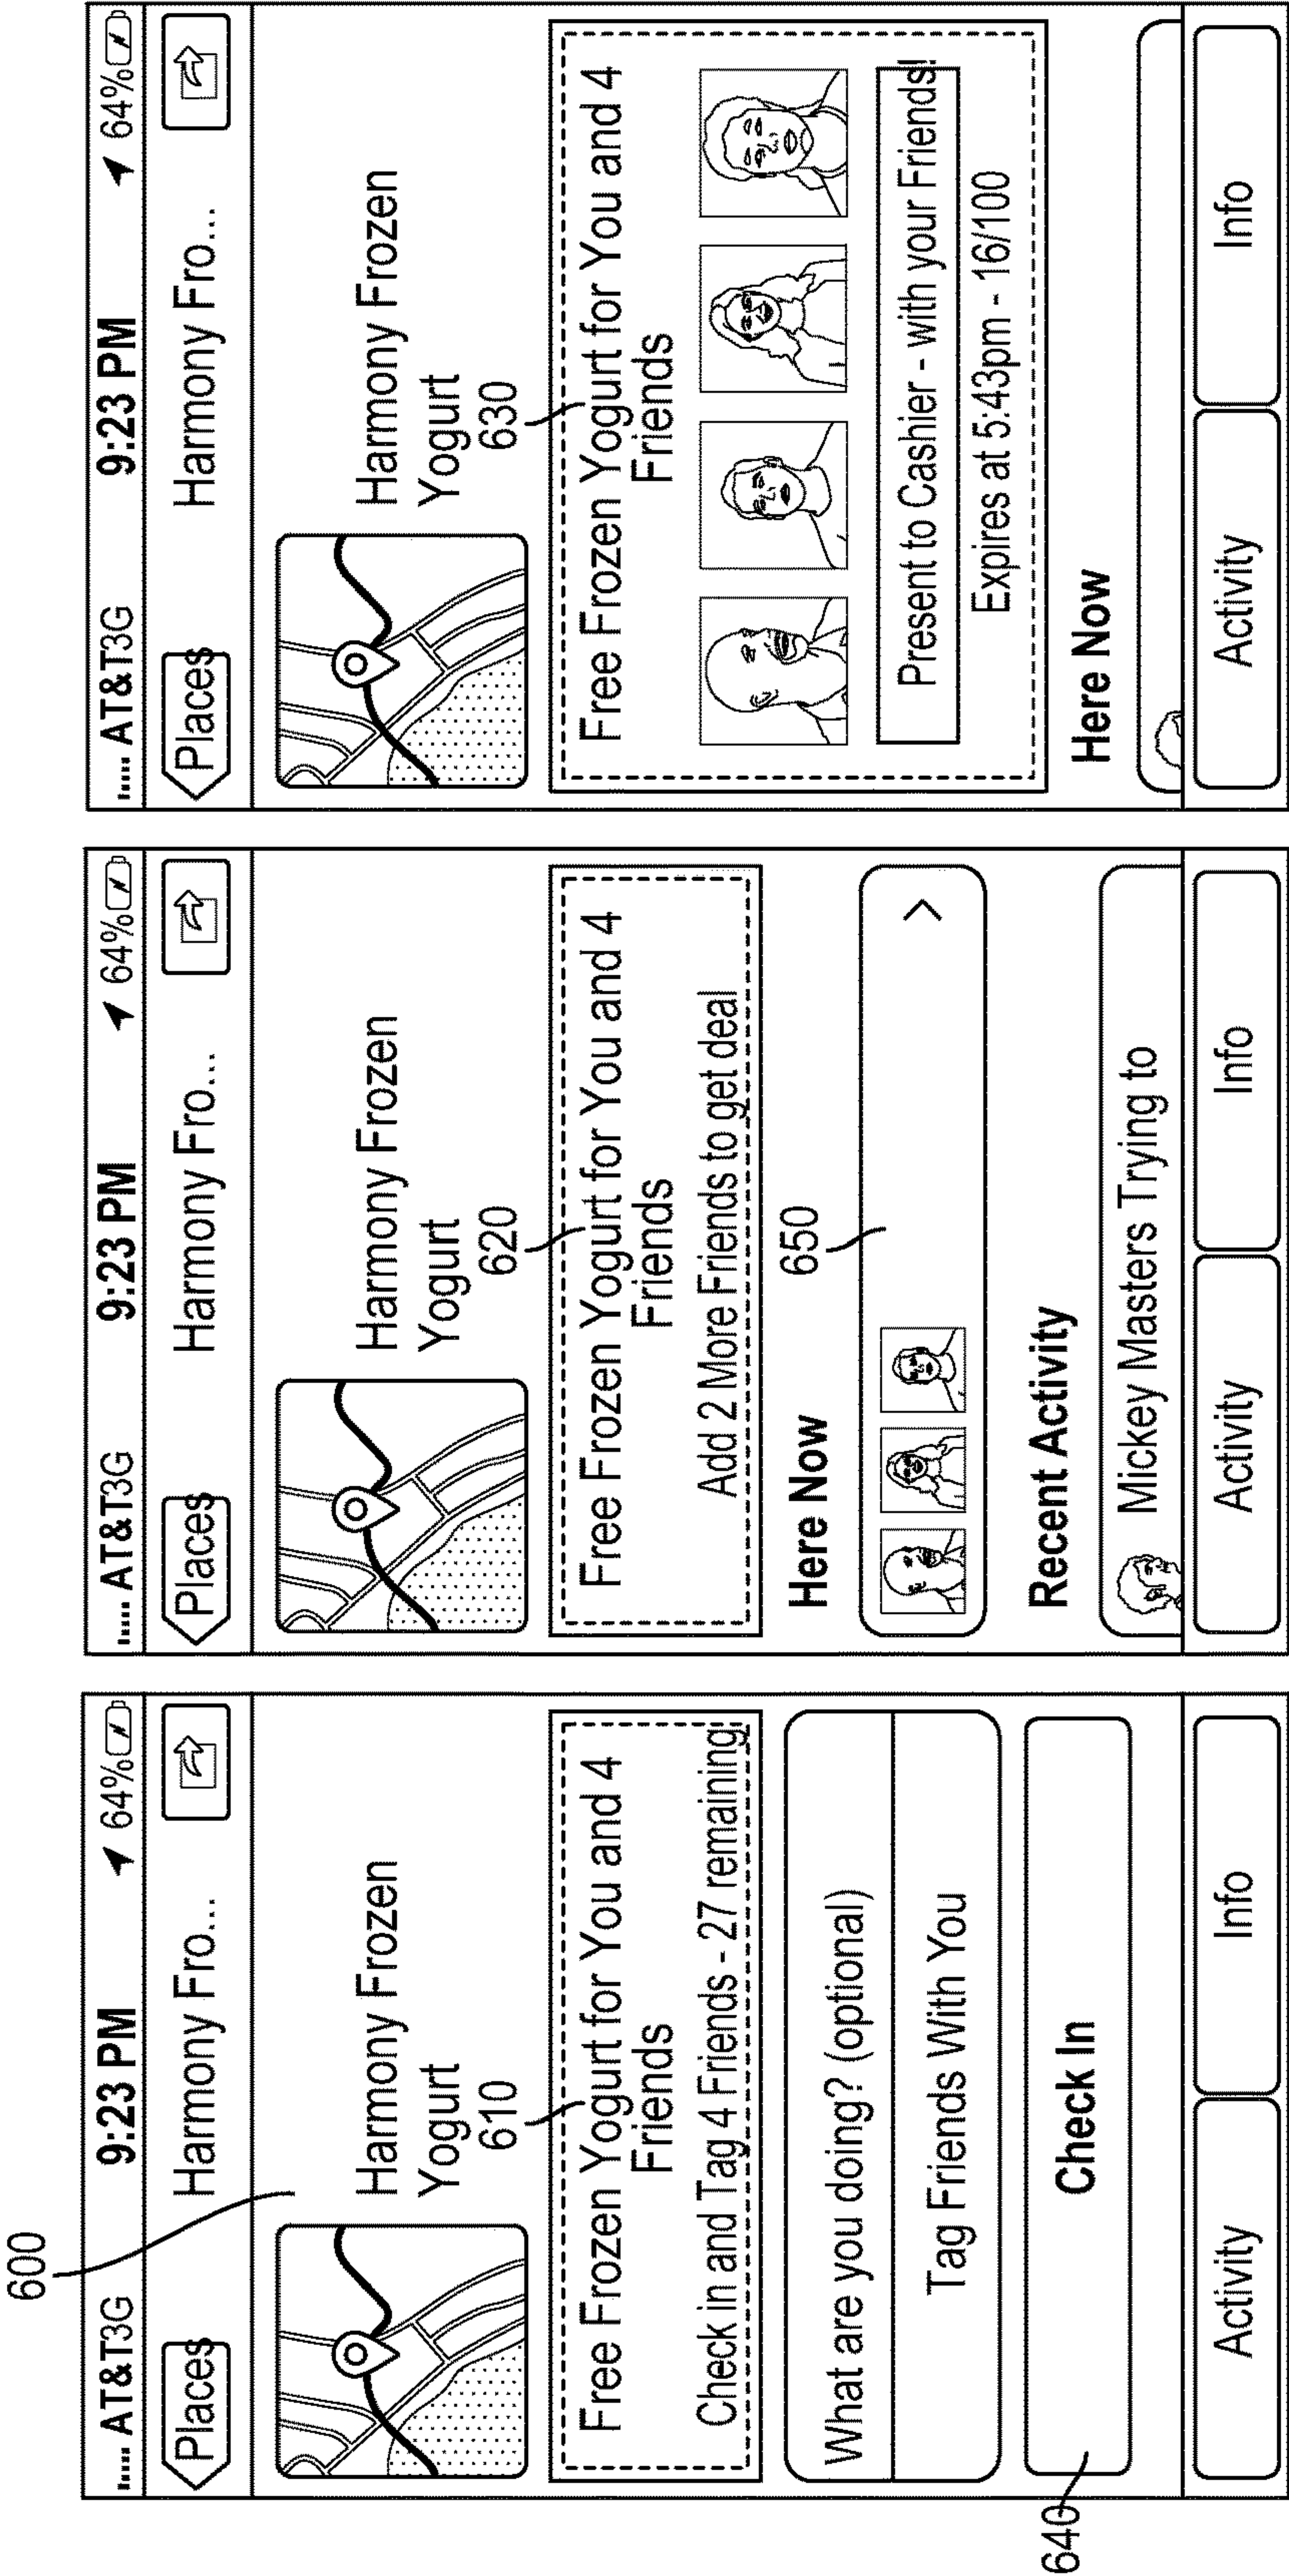 600
AT&T3G 9:23 PM 64%
Places Harmony Fro...
Harmony Frozen
Yogurt
610
Free Frozen Yogurt for You and 4
Friends
Check in and Tag 4 Friends - 27 remaining
What are you doing? (optional)
Tag Friends With You
Check In
640
Activity Info
AT&T3G 9:23 PM 64%
Places Harmony Fro...
Harmony Frozen
Yogurt
620
Free Frozen Yogurt for You and 4
Friends
Add 2 More Friends to get deal
Here Now
650
Recent Activity
Mickey Masters Trying to
Activity Info
AT&T3G 9:23 PM 64%
Places Harmony Fro...
Harmony Frozen
Yogurt
630
Free Frozen Yogurt for You and 4
Friends
Present to Cashier - with your Friends!
Expires at 5:43pm - 16/100
Here Now
Activity Info